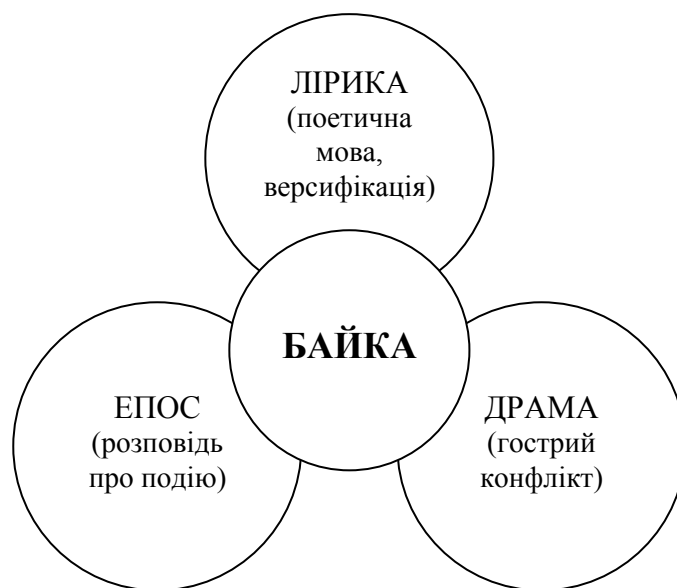 ЛІРИКА
(поетична
мова,
версифікація)
БАЙКА
ЕПОС
(розповідь
про подію)
ДРАМА
(гострий
конфлікт)